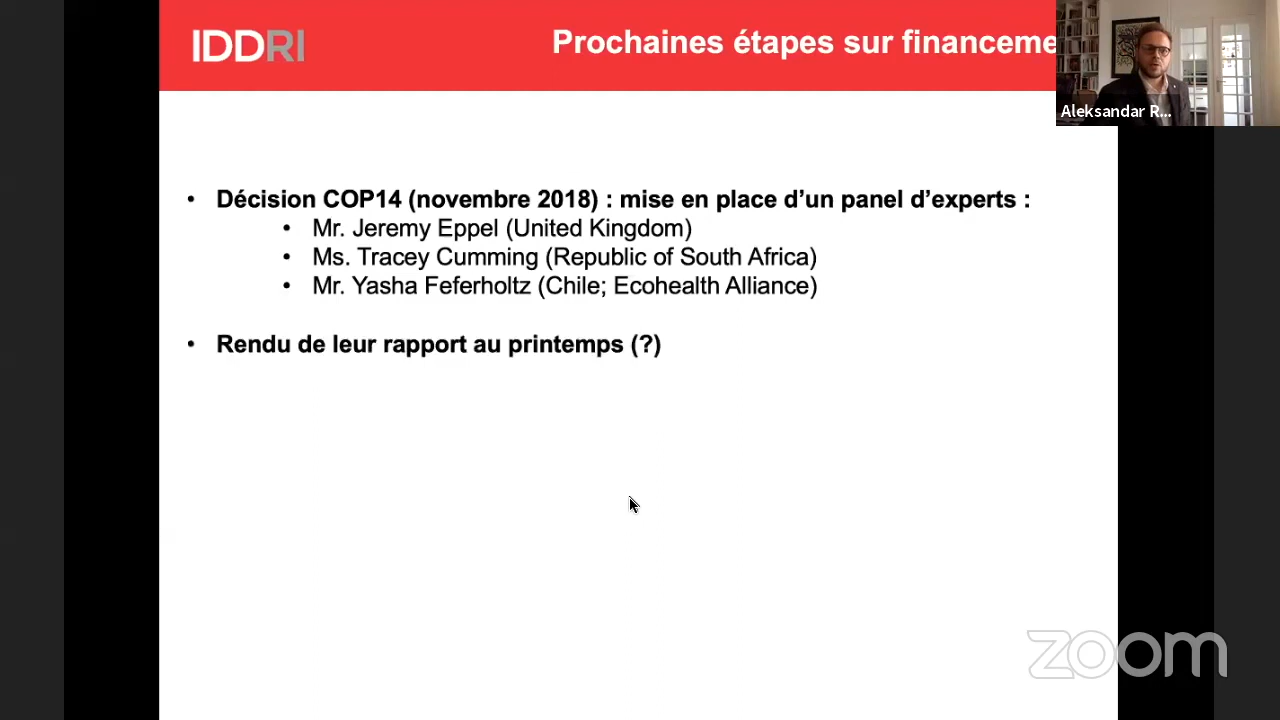 IDDRI
Prochaines étapes sur financeme
Aleksandar R...
• Décision COP14 (novembre 2018) : mise en place d’un panel d’experts :
• Mr. Jeremy Eppel (United Kingdom)
• Ms. Tracey Cumming (Republic of South Africa)
• Mr. Yasha Feferholtz (Chile; Ecohealth Alliance)
• Rendu de leur rapport au printemps (?)
zoom